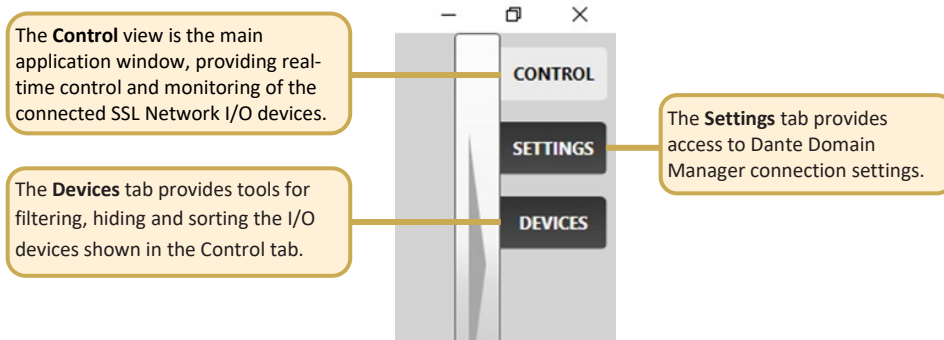 The Control view is the main
application window, providing real-
time control and monitoring of the
connected SSL Network I/O devices.
CONTROL
SETTINGS
The Settings tab provides
access to Dante Domain
Manager connection settings.
The Devices tab provides tools for
filtering, hiding and sorting the I/O
devices shown in the Control tab.
DEVICES